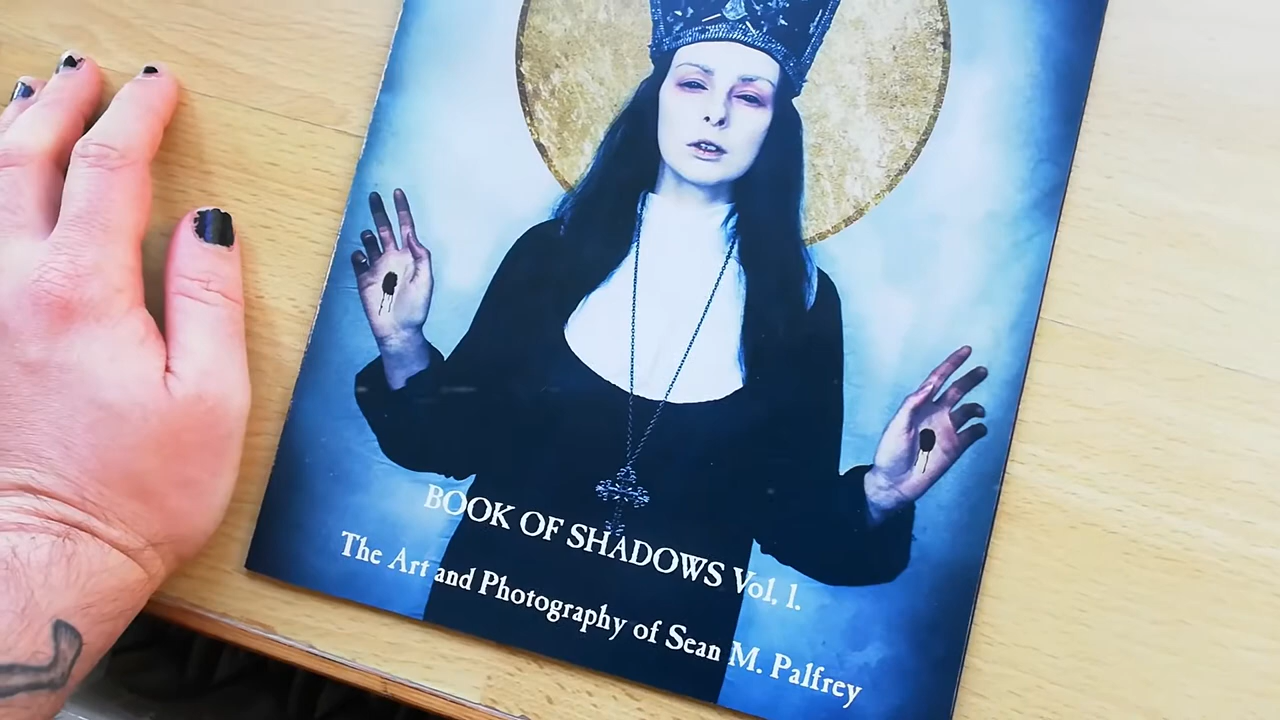 BOOK OF SHADOWS Vol, 1.
The Art and Photography of Sean M. Palfrey